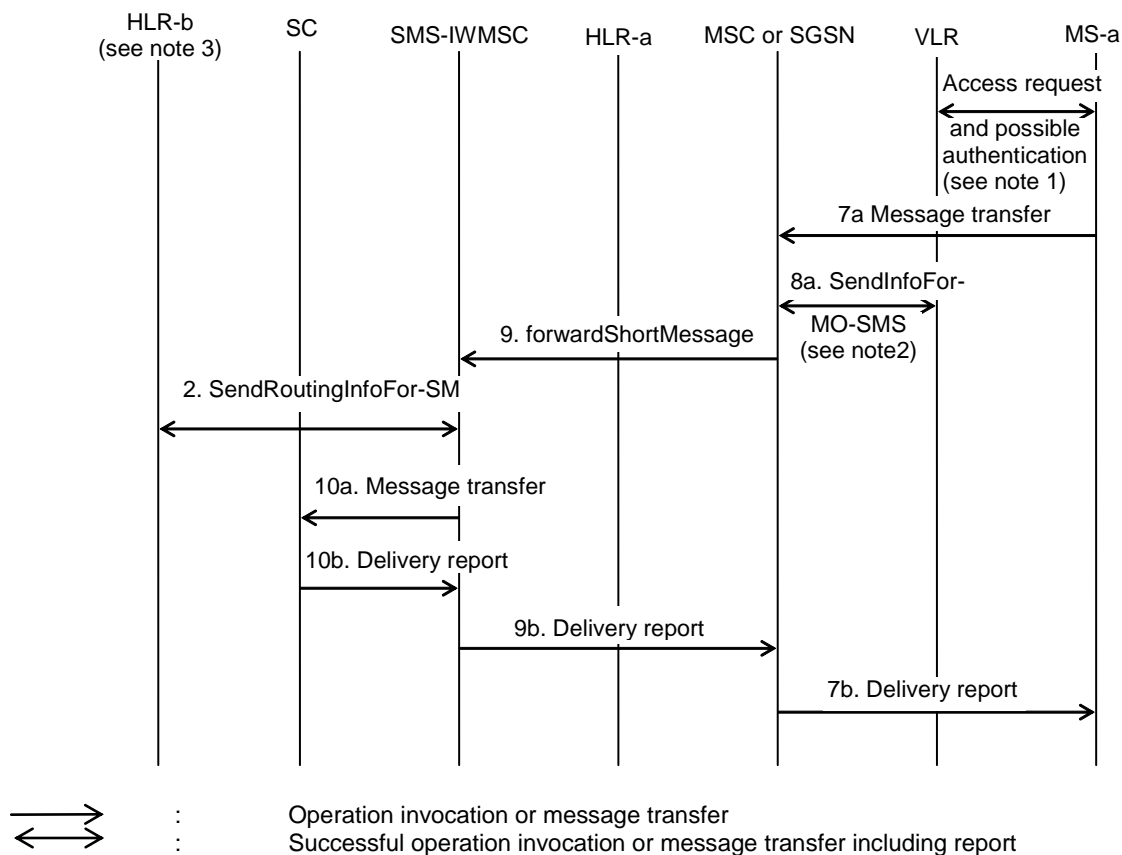 HLR-b
(see note 3)
SC
SMS-IWMSC
HLR-a
MSC or SGSN
VLR
MS-a
Access request
and possible
authentication
(see note 1)
7a Message transfer
8a. SendInfoFor-
MO-SMS
(see note2)
9. forwardShortMessage
2. SendRoutingInfoFor-SM
10a. Message transfer
10b. Delivery report
9b. Delivery report
7b. Delivery report
: Operation invocation or message transfer
: Successful operation invocation or message transfer including report